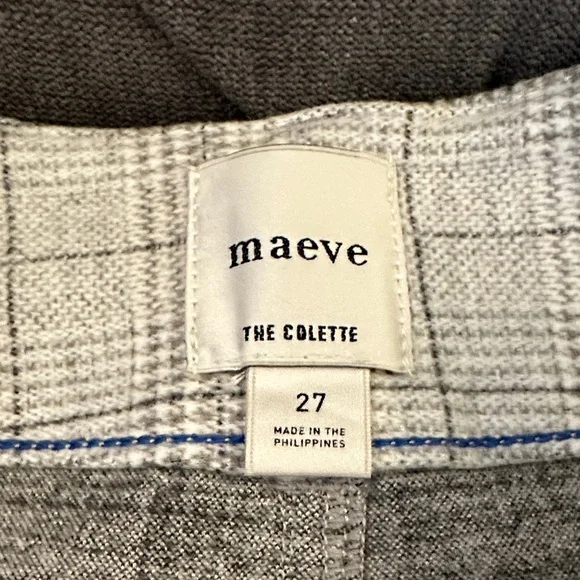 maeve
THE COLETTE
27
MADE IN THE
PHILIPPINES